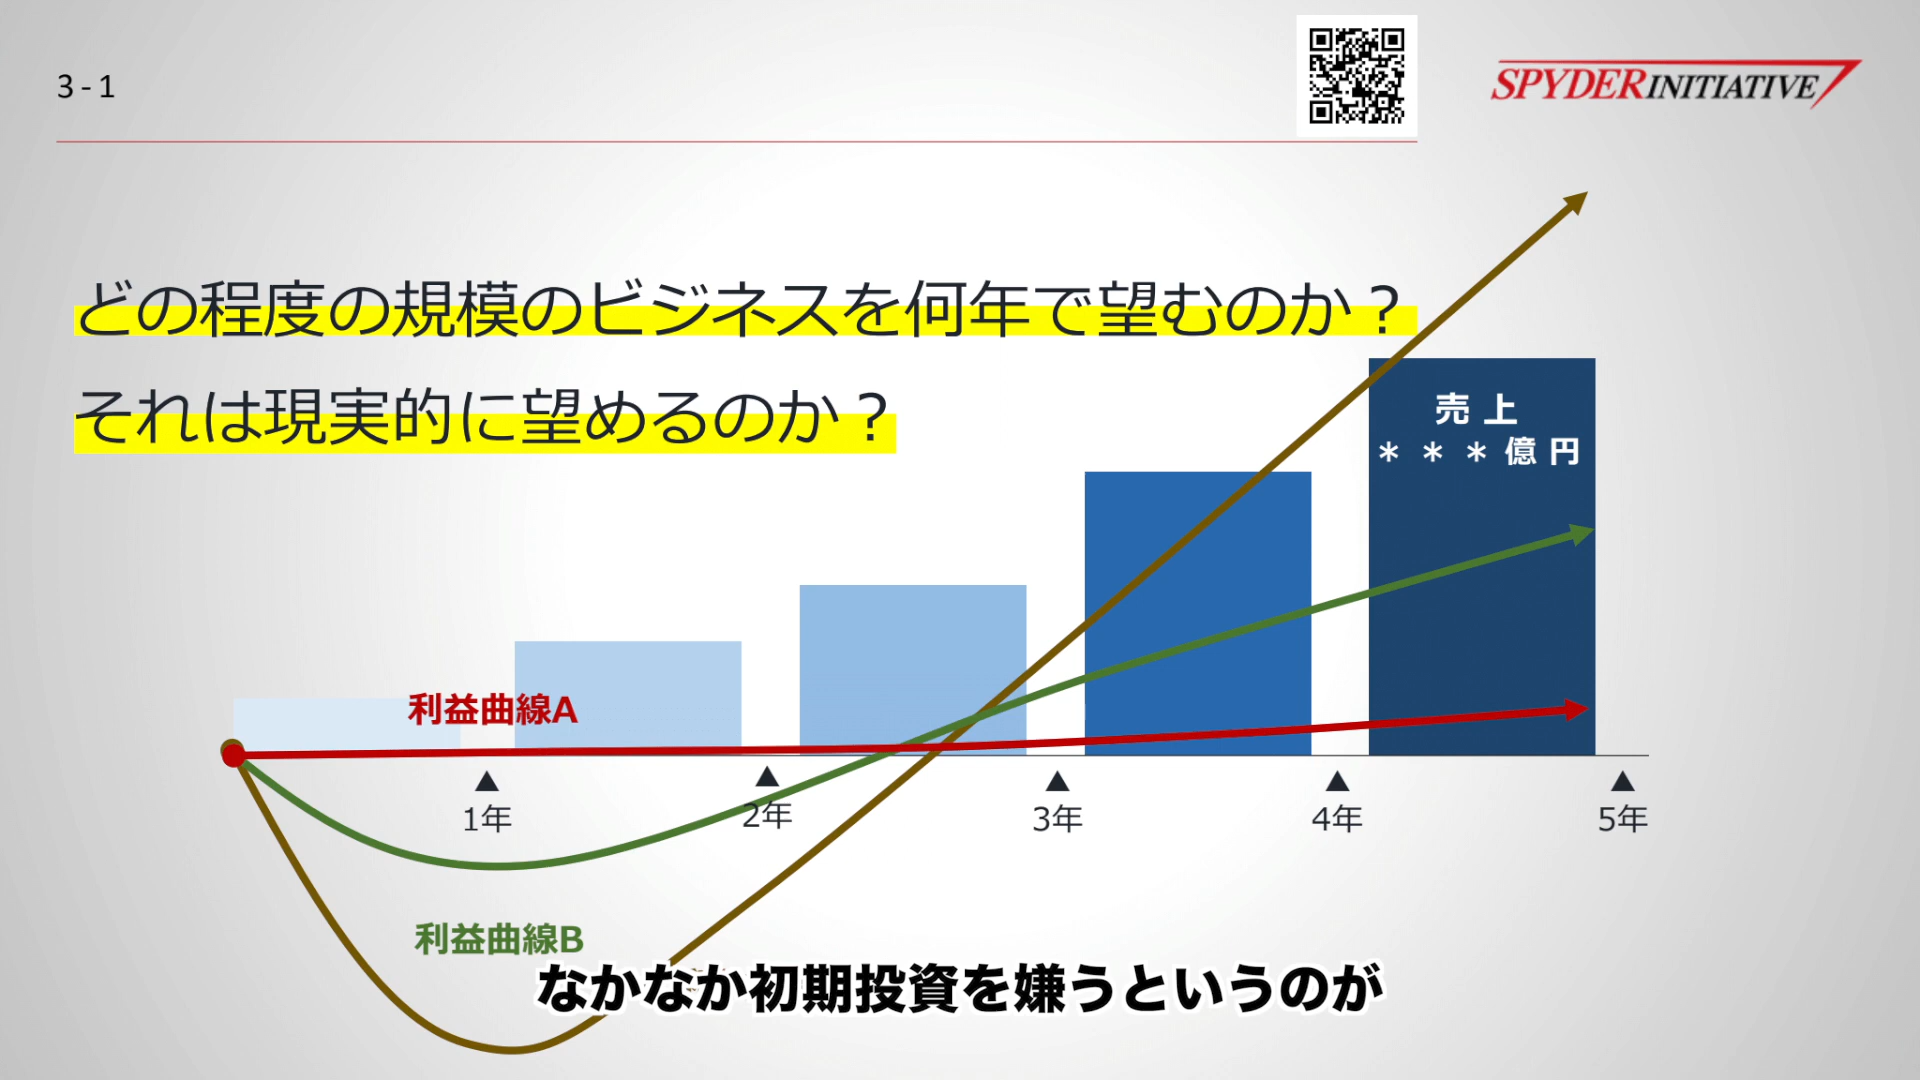 3-1
SPYDER INITIATIVE
どの程度の規模のビジネスを何年で望むのか？
それは現実的に望めるのか？
売上
＊＊＊億円
利益曲線A
1年
2年
3年
4年
5年
利益曲線B
なかなか初期投資を嫌うというのが